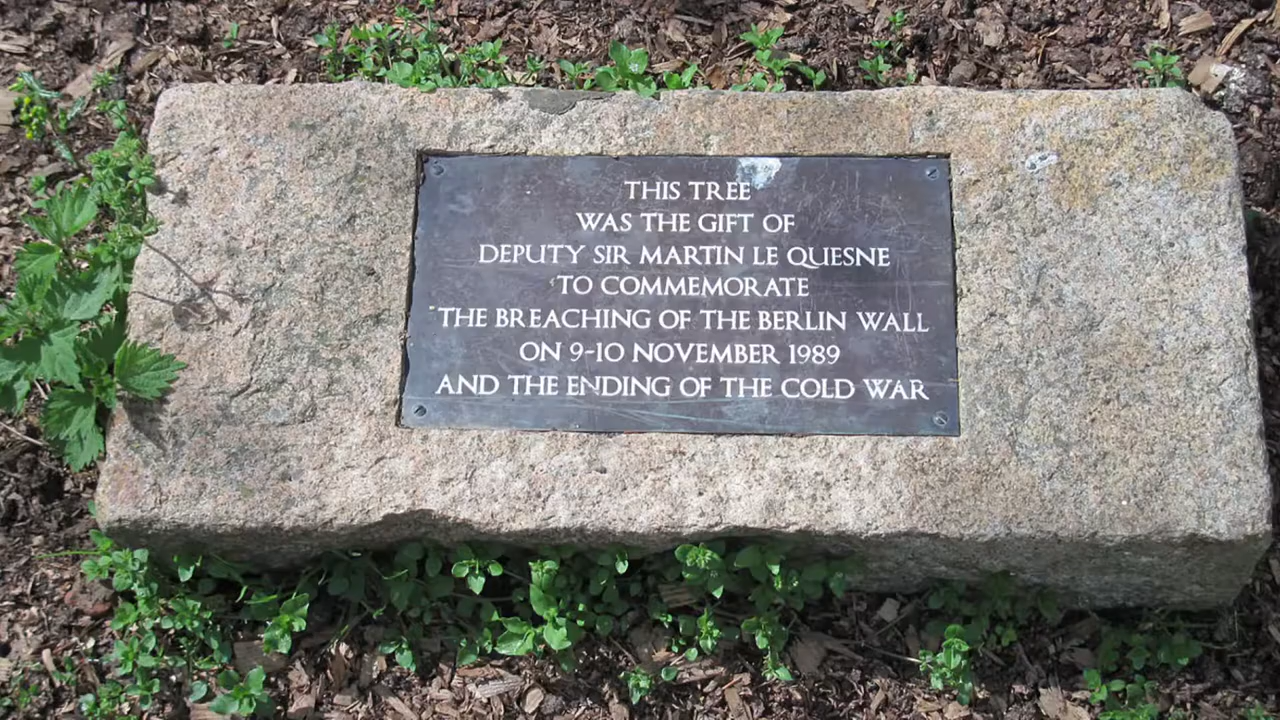 THIS TREE
WAS THE GIFT OF
DEPUTY SIR MARTIN LE QUESNE
TO COMMEMORATE
THE BREACHING OF THE BERLIN WALL
ON 9-10 NOVEMBER 1989
AND THE ENDING OF THE COLD WAR